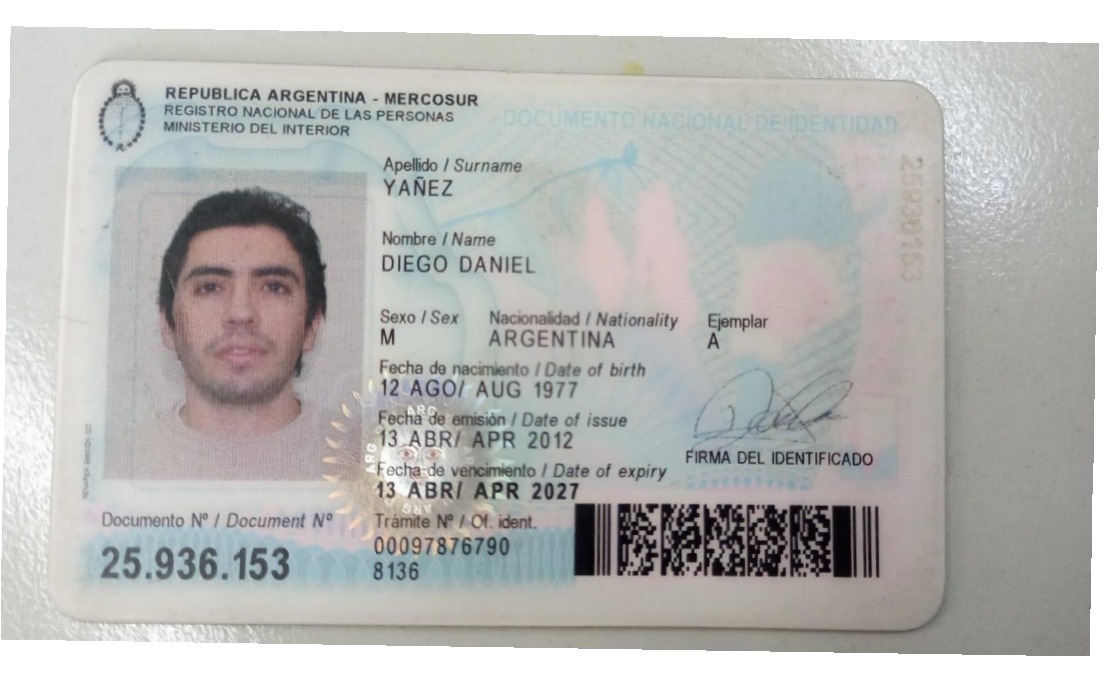 REPUBLICA ARGENTINA - MERCOSUR
REGISTRO NACIONAL DE LAS PERSONAS
MINISTERIO DEL INTERIOR
DOCUMENTO NACIONAL DE IDENTIDAD
Apellido / Surname
YAÑEZ
Nombre / Name
DIEGO DANIEL
Sexo / Sex Nacionalidad / Nationality Ejemplar
M ARGENTINA A
Fecha de nacimiento / Date of birth
12 AGO/ AUG 1977
Fecha de emisión / Date of issue
13 ABR/ APR 2012
Fecha de vencimiento / Date of expiry
13 ABR/ APR 2027
FIRMA DEL IDENTIFICADO
Documento Nº / Document Nº
25.936.153
Trámite Nº / Of. ident.
00097876790
8136
25936153
ARG
ARG
ARG